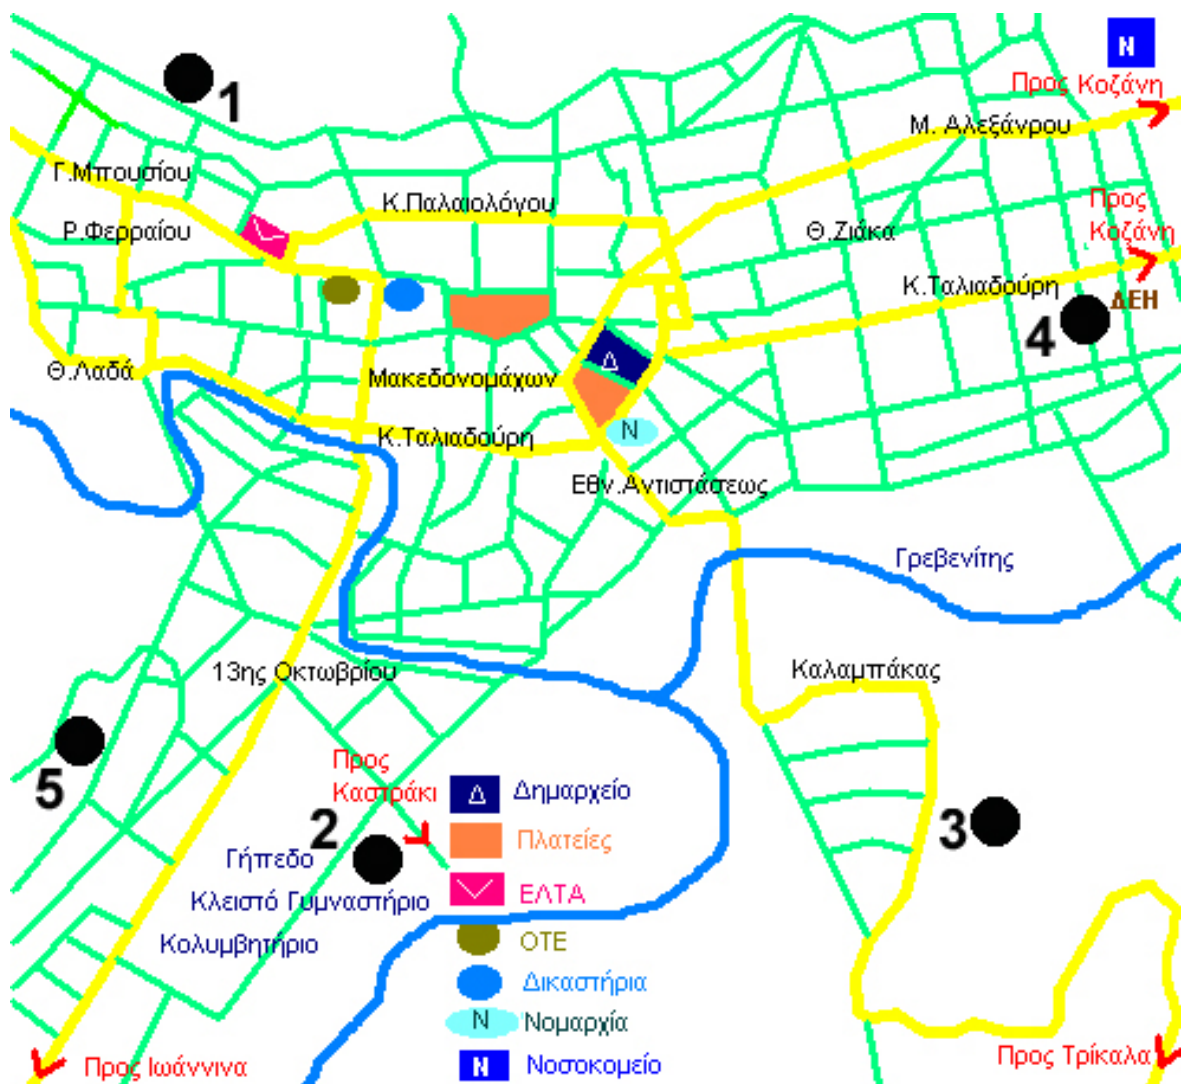 N
Προς Κοζάνη
1
Μ. Αλεξάνρου
Γ.Μπουσίου
Κ.Παλαιολόγου
Προς
Κοζάνη
Ρ.Φερραίου
Θ.Ζιάκα
Κ.Ταλιαδούρη
ΔΕΗ
4
Δ
Θ.Λαδά
Μακεδονομάχων
Κ.Ταλιαδούρη
Ν
Εθν.Αντιστάσεως
Γρεβενίτης
13ης Οκτωβρίου
Καλαμπάκας
5
Προς
Καστράκι
Δ Δημαρχείο
2
3
Πλατείες
Γήπεδο
ΕΛΤΑ
Κλειστό Γυμναστήριο
Κολυμβητήριο
ΟΤΕ
Δικαστήρια
Ν Νομαρχία
Προς Ιωάννινα
Ν Νοσοκομείο
Προς Τρίκαλα